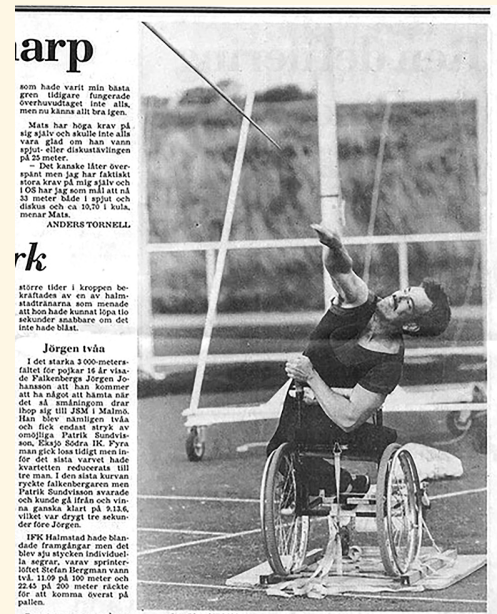 arp
som hade varit min bästa
gren tidigare fungerade
överhuvudtaget inte alls,
men nu känns allt bra igen.
Mats har höga krav på
sig själv och skulle inte alls
vara glad om han vann
spjut- eller diskustävlingen
på 25 meter.
– Det kanske låter över-
spänt men jag har faktiskt
stora krav på mig själv och
i OS har jag som mål att nå
33 meter både i spjut och
diskus och ca 10,70 i kula,
menar Mats.
ANDERS TORNELL
rk
större tider i kroppen be-
kräftades av en av halm-
stadtränarna som menade
att hon hade kunnat löpa tio
sekunder snabbare om det
inte hade blåst.
Jörgen tvåa
I det starka 3 000-meters-
fältet för pojkar 16 år visa-
de Falkenbergs Jörgen Jo-
hansson att han kommer
att ha något att hämta när
det så småningom drar
ihop sig till JSM i Malmö.
Han blev nämligen tvåa
och fick endast stryk av
omöjliga Patrik Sundvis-
son, Eksjö Södra IK. Fyra
man gick loss tidigt men in-
för det sista varvet hade
kvartetten reducerats till
tre man. I den sista kurvan
ryckte falkenbergaren men
Patrik Sundvisson svarade
och kunde gå ifrån och vin-
na ganska klart på 9.13,6,
vilket var drygt tre sekun-
der före Jörgen.
IFK Halmstad hade blan-
dade framgångar men det
blev sju stycken individuel-
la segrar, varav sprinter-
löftet Stefan Bergman vann
två. 11.09 på 100 meter och
22.45 på 200 meter räckte
för att komma överst på
pallen.